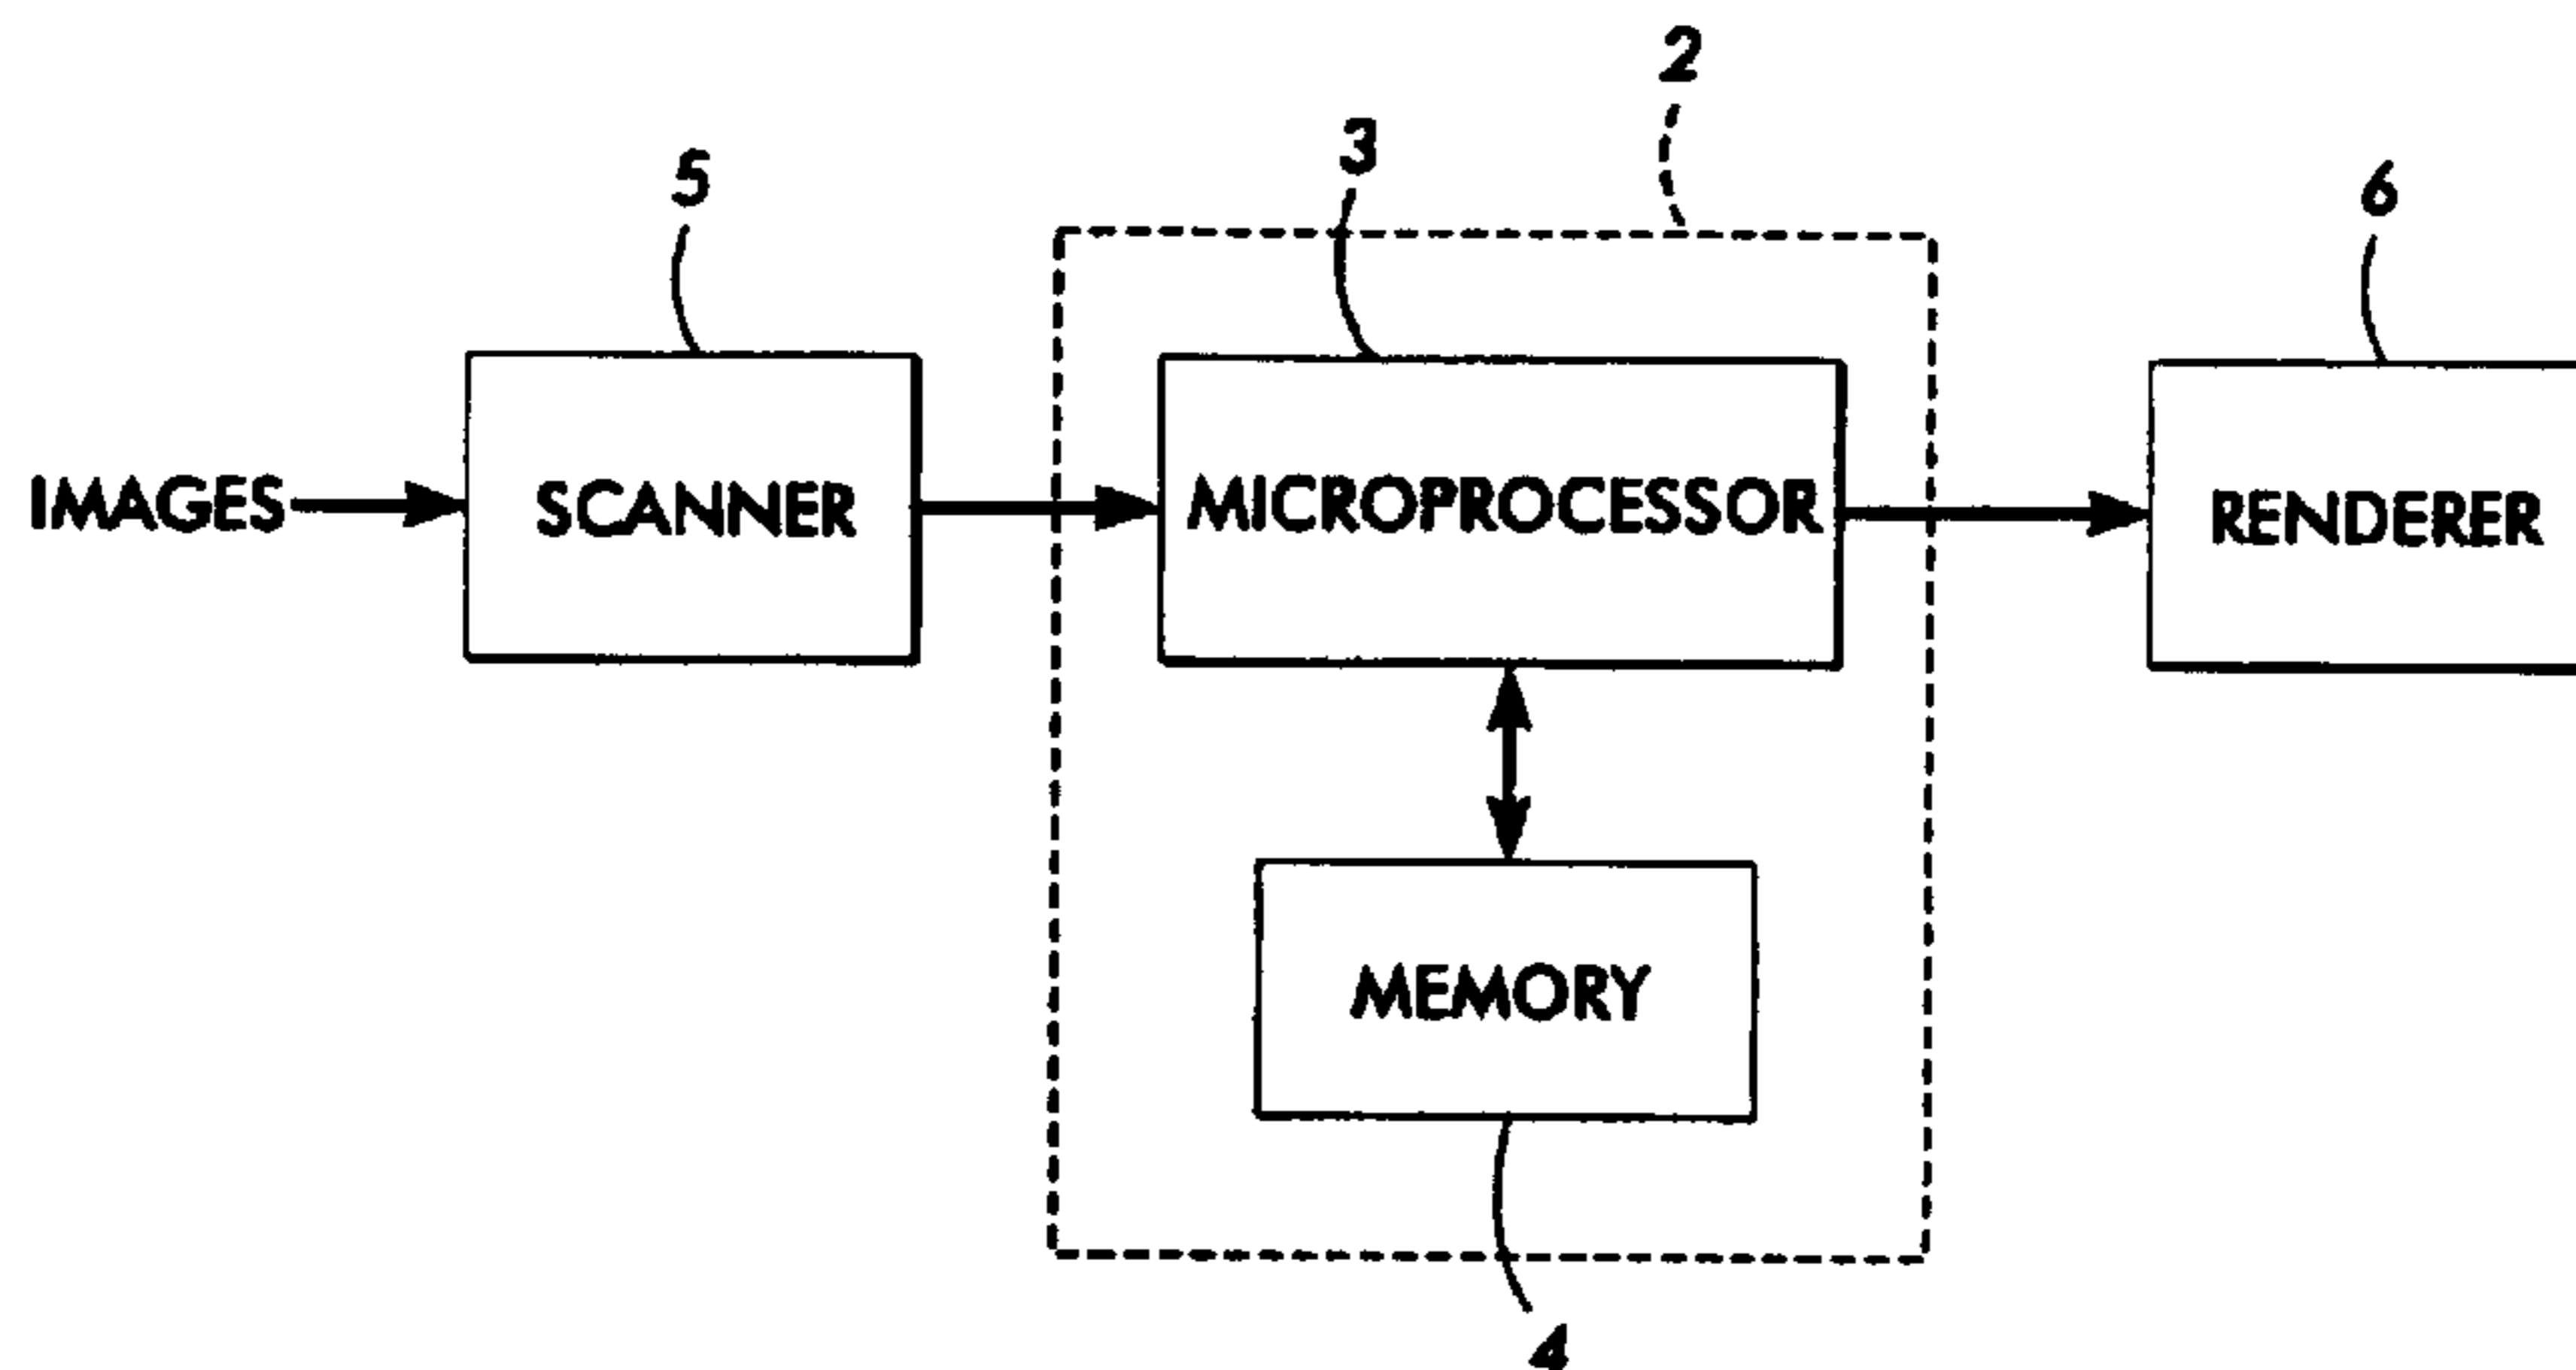 2
3
5
6
IMAGES
SCANNER
MICROPROCESSOR
RENDERER
MEMORY
4